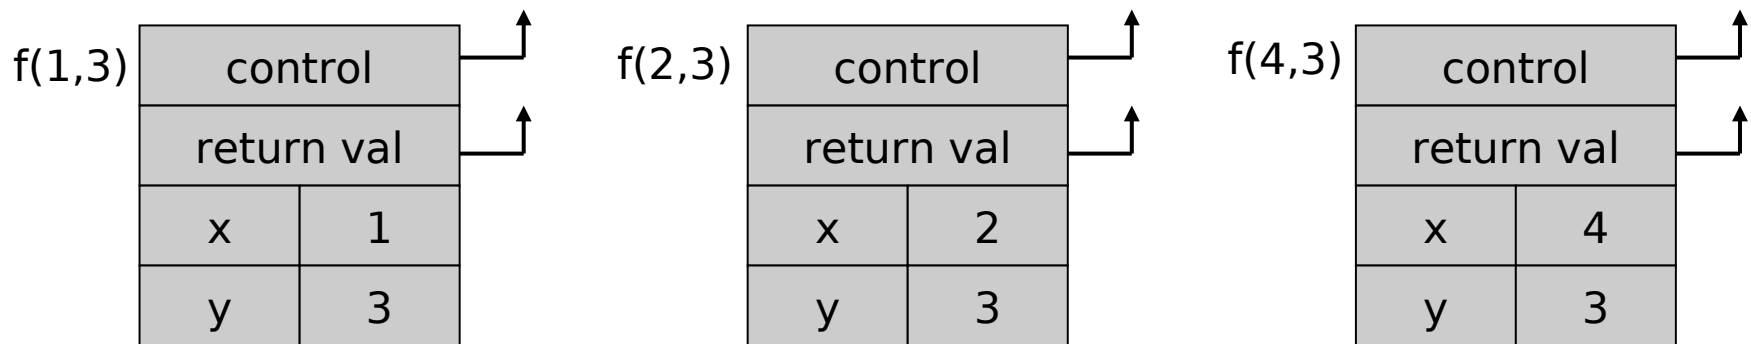 f(1,3) control f(2,3) control f(4,3) control
return val return val return val
x 1 x 2 x 4
y 3 y 3 y 3